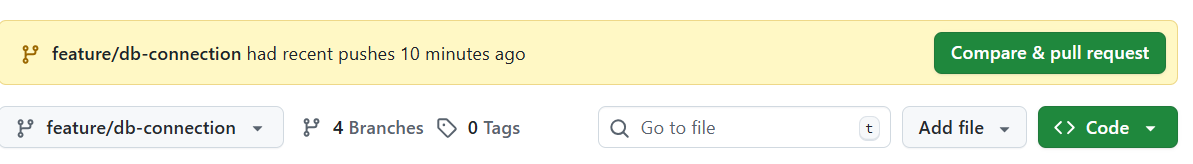 feature/db-connection had recent pushes 10 minutes ago Compare & pull request
feature/db-connection 4 Branches 0 Tags Go to file t Add file Code